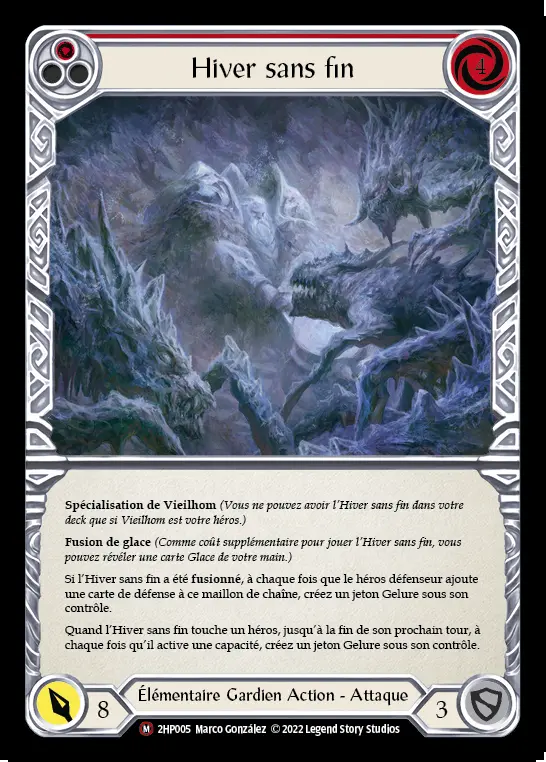 Hiver sans fin
4
Spécialisation de Vieilhom (Vous ne pouvez avoir l'Hiver sans fin dans votre
deck que si Vieilhom est votre héros.)
Fusion de glace (Comme coût supplémentaire pour jouer l'Hiver sans fin, vous
pouvez révéler une carte Glace de votre main.)
Si l'Hiver sans fin a été fusionné, à chaque fois que le héros défenseur ajoute
une carte de défense à ce maillon de chaîne, créez un jeton Gelure sous son
contrôle.
Quand l'Hiver sans fin touche un héros, jusqu'à la fin de son prochain tour, à
chaque fois qu'il active une capacité, créez un jeton Gelure sous son contrôle.
8
Élémentaire Gardien Action - Attaque
3
M 2HP005 Marco González © 2022 Legend Story Studios